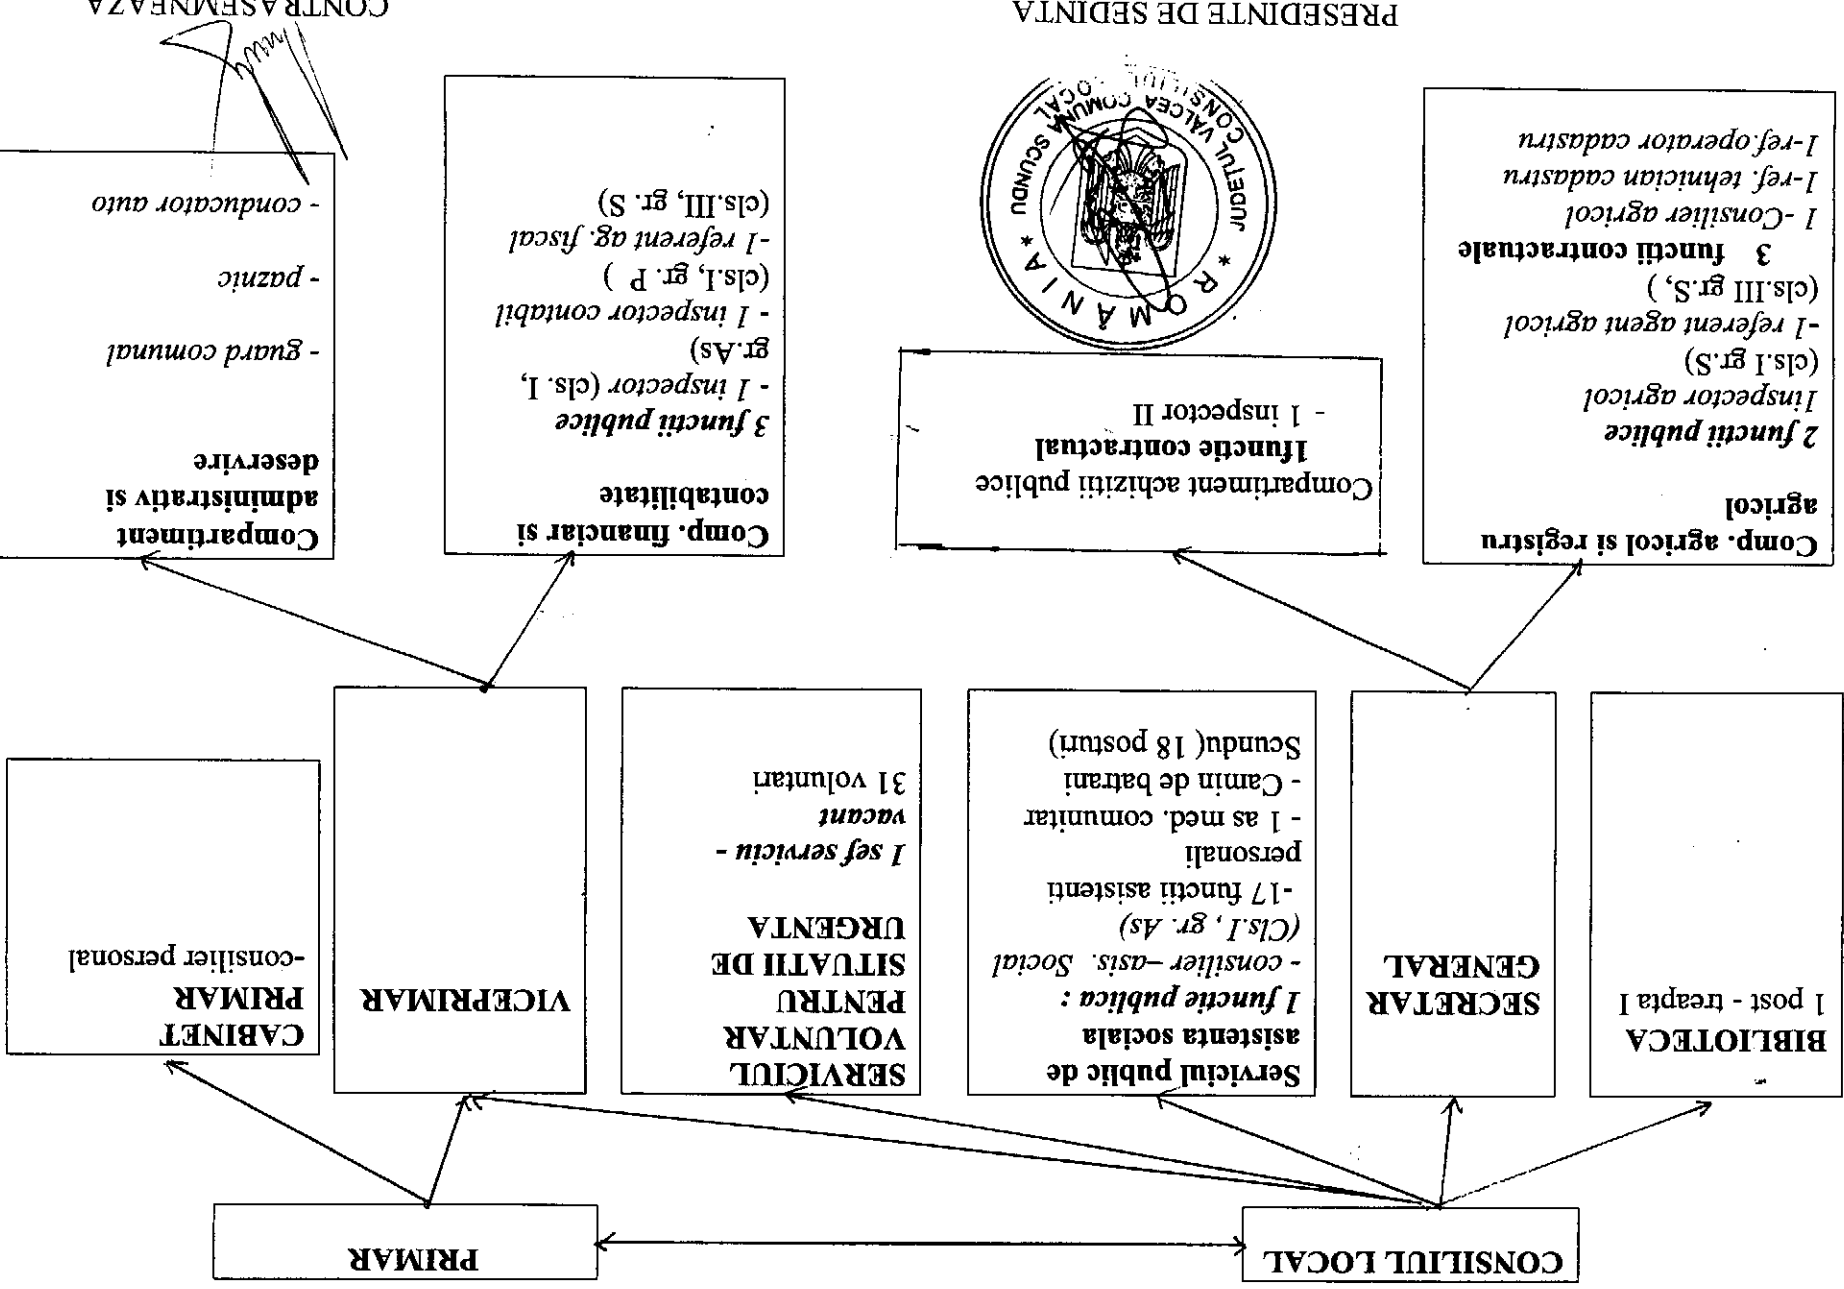 CONSILIUL LOCAL
PRIMAR
BIBLIOTECA
1 post - treapta I
SECRETAR
GENERAL
Serviciul public de
asistenta sociala
1 functie publica :
- consilier –asis. Social
(Cls.I , gr. As)
-17 functii asistenti
personali
- 1 as med. comunitar
- Camin de batrani
Scundu( 18 posturi)
SERVICIUL
VOLUNTAR
PENTRU
SITUATII DE
URGENTA
1 sef serviciu -
vacant
31 voluntari
VICEPRIMAR
CABINET
PRIMAR
-consilier personal
Comp. agricol si registru
agricol
2 functii publice
1inspector agricol
(cls.I gr.S)
-1 referent agent agricol
(cls.III gr.S, )
3 functii contractuale
1 -Consilier agricol
1-ref. tehnician cadastru
1-ref.operator cadastru
Compartiment achizitii publice
1functie contractual
- 1 inspector II
Comp. financiar si
contabilitate
3 functii publice
- 1 inspector (cls. I,
gr.As)
- 1 inspector contabil
(cls.I, gr. P )
-1 referent ag. fiscal
(cls.III, gr. S)
Compartiment
administrativ si
deservire
- guard comunal
- paznic
- conducator auto
* ROMÂNIA *
JUDEŢUL VALCEA COMUNA SCUNDU
CONSILIUL LOCAL
PRESEDINTE DE SEDINTA
CONTRASEMNEAZA